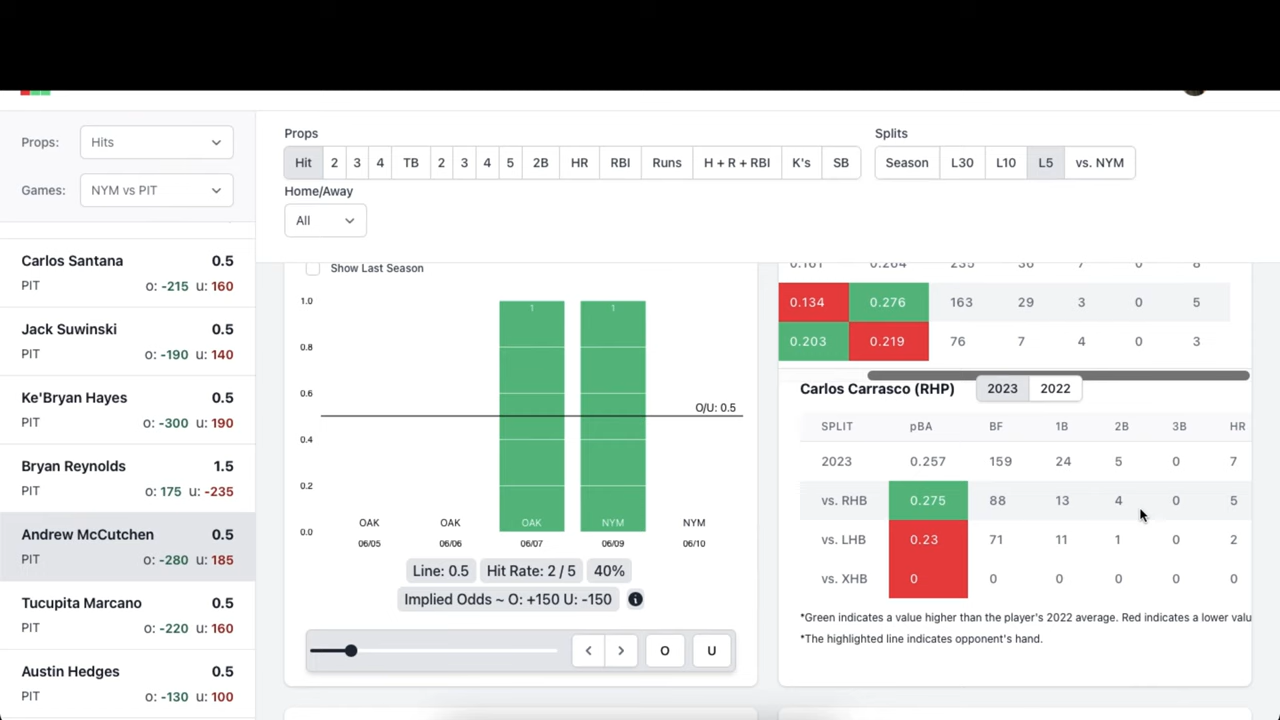 Props:
Hits
Games:
NYM vs PIT
Carlos Santana 0.5
PIT o: -215 u: 160
Jack Suwinski 0.5
PIT o: -190 u: 140
Ke'Bryan Hayes 0.5
PIT o: -300 u: 190
Bryan Reynolds 1.5
PIT o: 175 u: -235
Andrew McCutchen 0.5
PIT o: -280 u: 185
Tucupita Marcano 0.5
PIT o: -220 u: 160
Austin Hedges 0.5
PIT o: -130 u: 100
Props
Hit 2 3 4 TB 2 3 4 5 2B HR RBI Runs H + R + RBI K's SB
Splits
Season L30 L10 L5 vs. NYM
Home/Away
All
Show Last Season
1.0
0.8
0.6
0.4
0.2
0.0
1 1
O/U: 0.5
OAK OAK OAK NYM NYM
06/05 06/06 06/07 06/09 06/10
Line: 0.5 Hit Rate: 2 / 5 40%
Implied Odds ~ O: +150 U: -150
O U
0.134 0.276 163 29 3 0 5
0.203 0.219 76 7 4 0 3
Carlos Carrasco (RHP) 2023 2022
SPLIT pBA BF 1B 2B 3B HR
2023 0.257 159 24 5 0 7
vs. RHB 0.275 88 13 4 0 5
vs. LHB 0.23 71 11 1 0 2
vs. XHB 0 0 0 0 0 0
*Green indicates a value higher than the player's 2022 average. Red indicates a lower valu
*The highlighted line indicates opponent's hand.